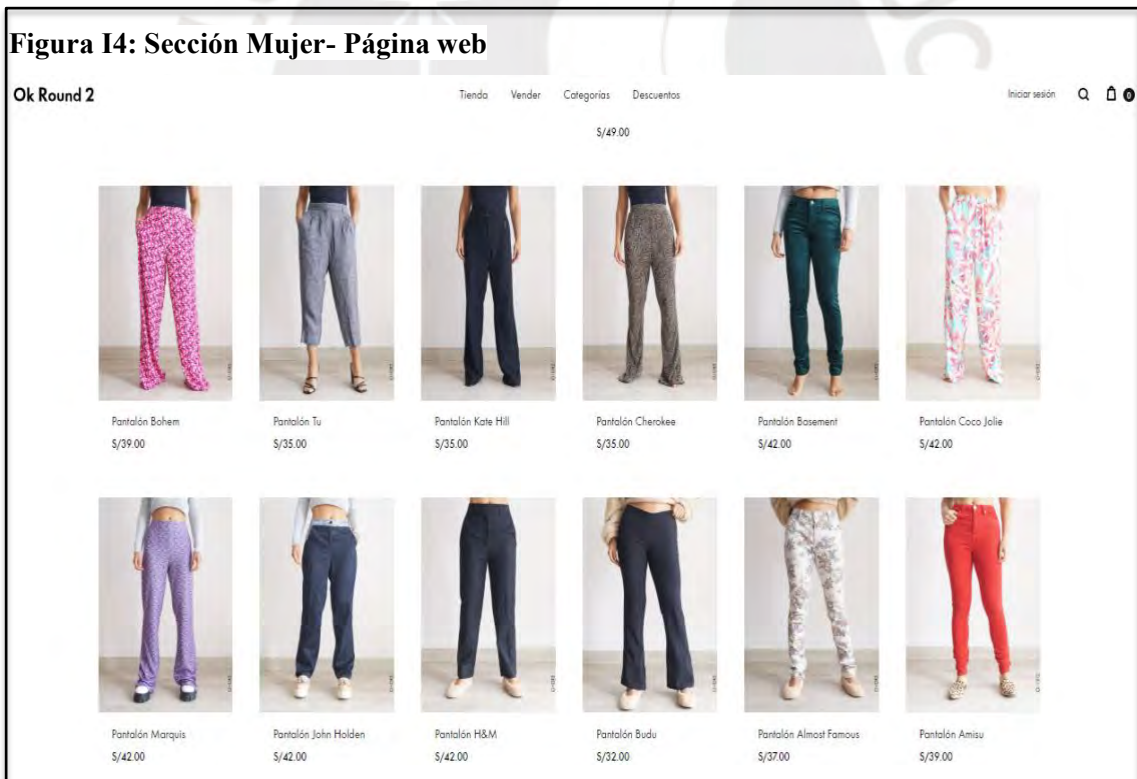 Figura I4: Sección Mujer- Página web
Ok Round 2 Tienda Vender Categorías Descuentos Iniciar sesión 0
S/49.00
Pantalón Bohem Pantalón Tu Pantalón Kate Hill Pantalón Cherokee Pantalón Basement Pantalón Coco Jolie
S/39.00 S/35.00 S/35.00 S/35.00 S/42.00 S/42.00
Pantalón Marquis Pantalón John Holden Pantalón H&M Pantalón Budu Pantalón Almost Famous Pantalón Amisu
S/42.00 S/42.00 S/42.00 S/32.00 S/37.00 S/39.00